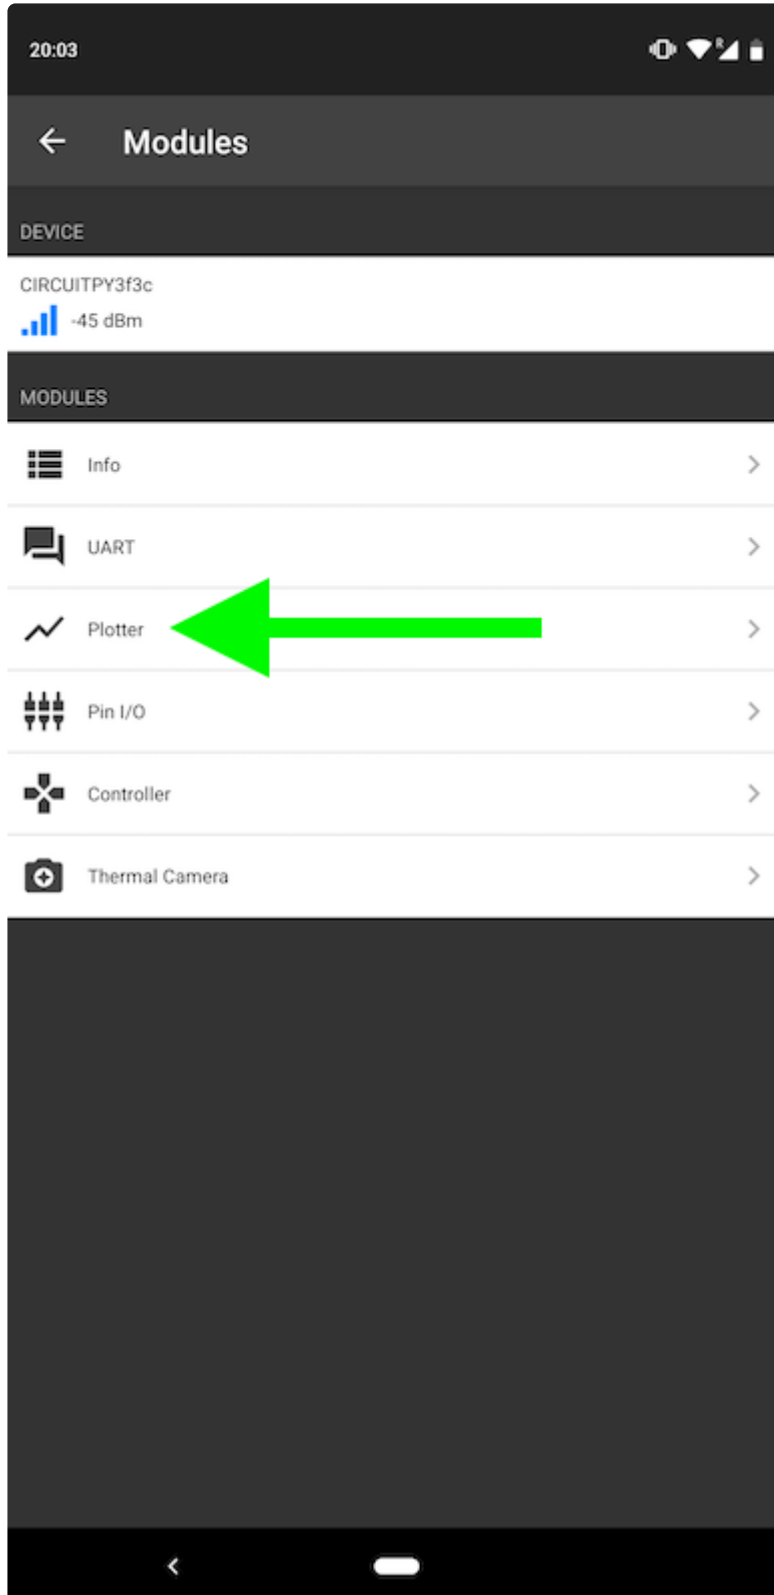 20:03
R
Modules
DEVICE
CIRCUITPY3f3c
-45 dBm
MODULES
Info
UART
Plotter
Pin I/O
Controller
Thermal Camera